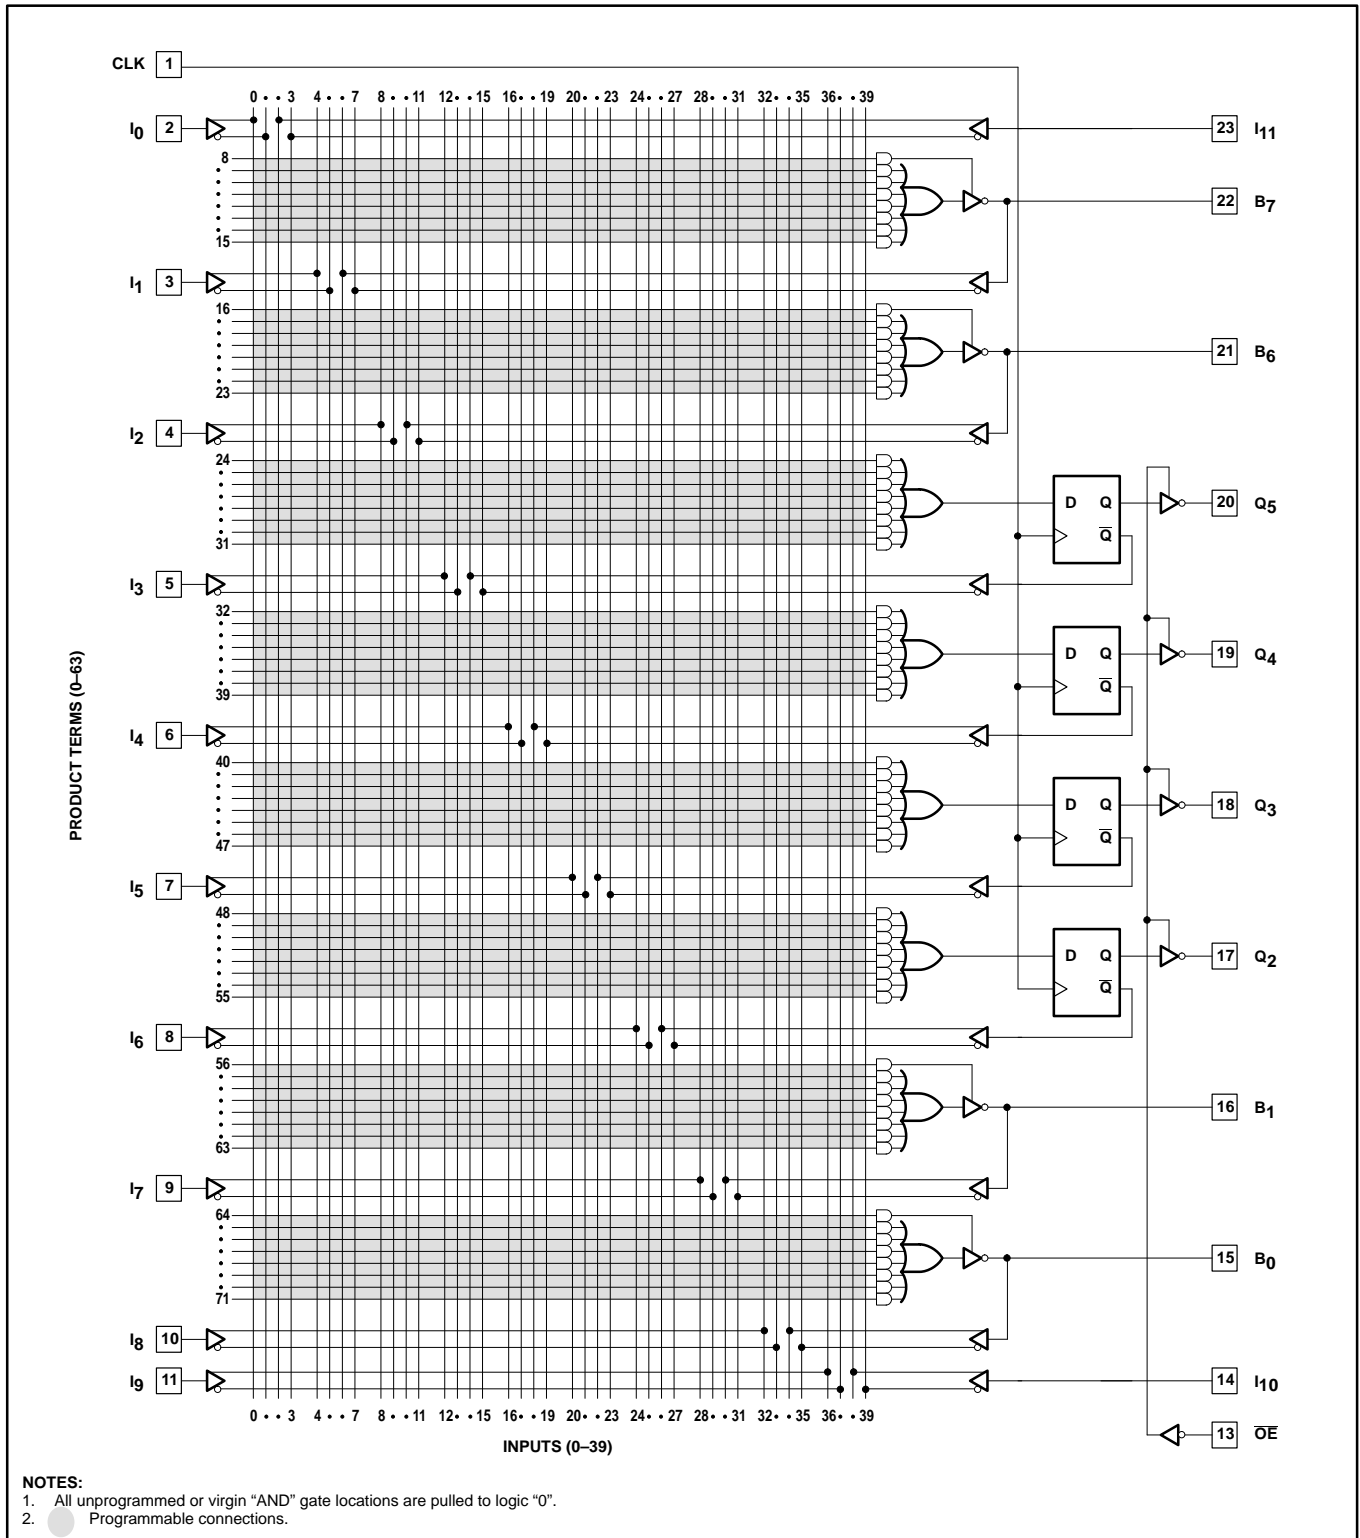 CLK 1
0 • • 3 4 • • 7 8 • • 11 12 • • 15 16 • • 19 20 • • 23 24 • • 27 28 • • 31 32 • • 35 36 • • 39
I0 2
23 I11
8
22 B7
15
I1 3
16
21 B6
23
I2 4
24
D Q
20 Q5
Q̅
31
I3 5
32
D Q
19 Q4
Q̅
39
I4 6
PRODUCT TERMS (0–63)
40
D Q
18 Q3
Q̅
47
I5 7
48
D Q
17 Q2
Q̅
55
I6 8
56
16 B1
63
I7 9
64
15 B0
71
I8 10
I9 11
14 I10
0 • • 3 4 • • 7 8 • • 11 12 • • 15 16 • • 19 20 • • 23 24 • • 27 28 • • 31 32 • • 35 36 • • 39
13 O̅E̅
INPUTS (0–39)
NOTES:
1. All unprogrammed or virgin “AND” gate locations are pulled to logic “0”.
2. Programmable connections.